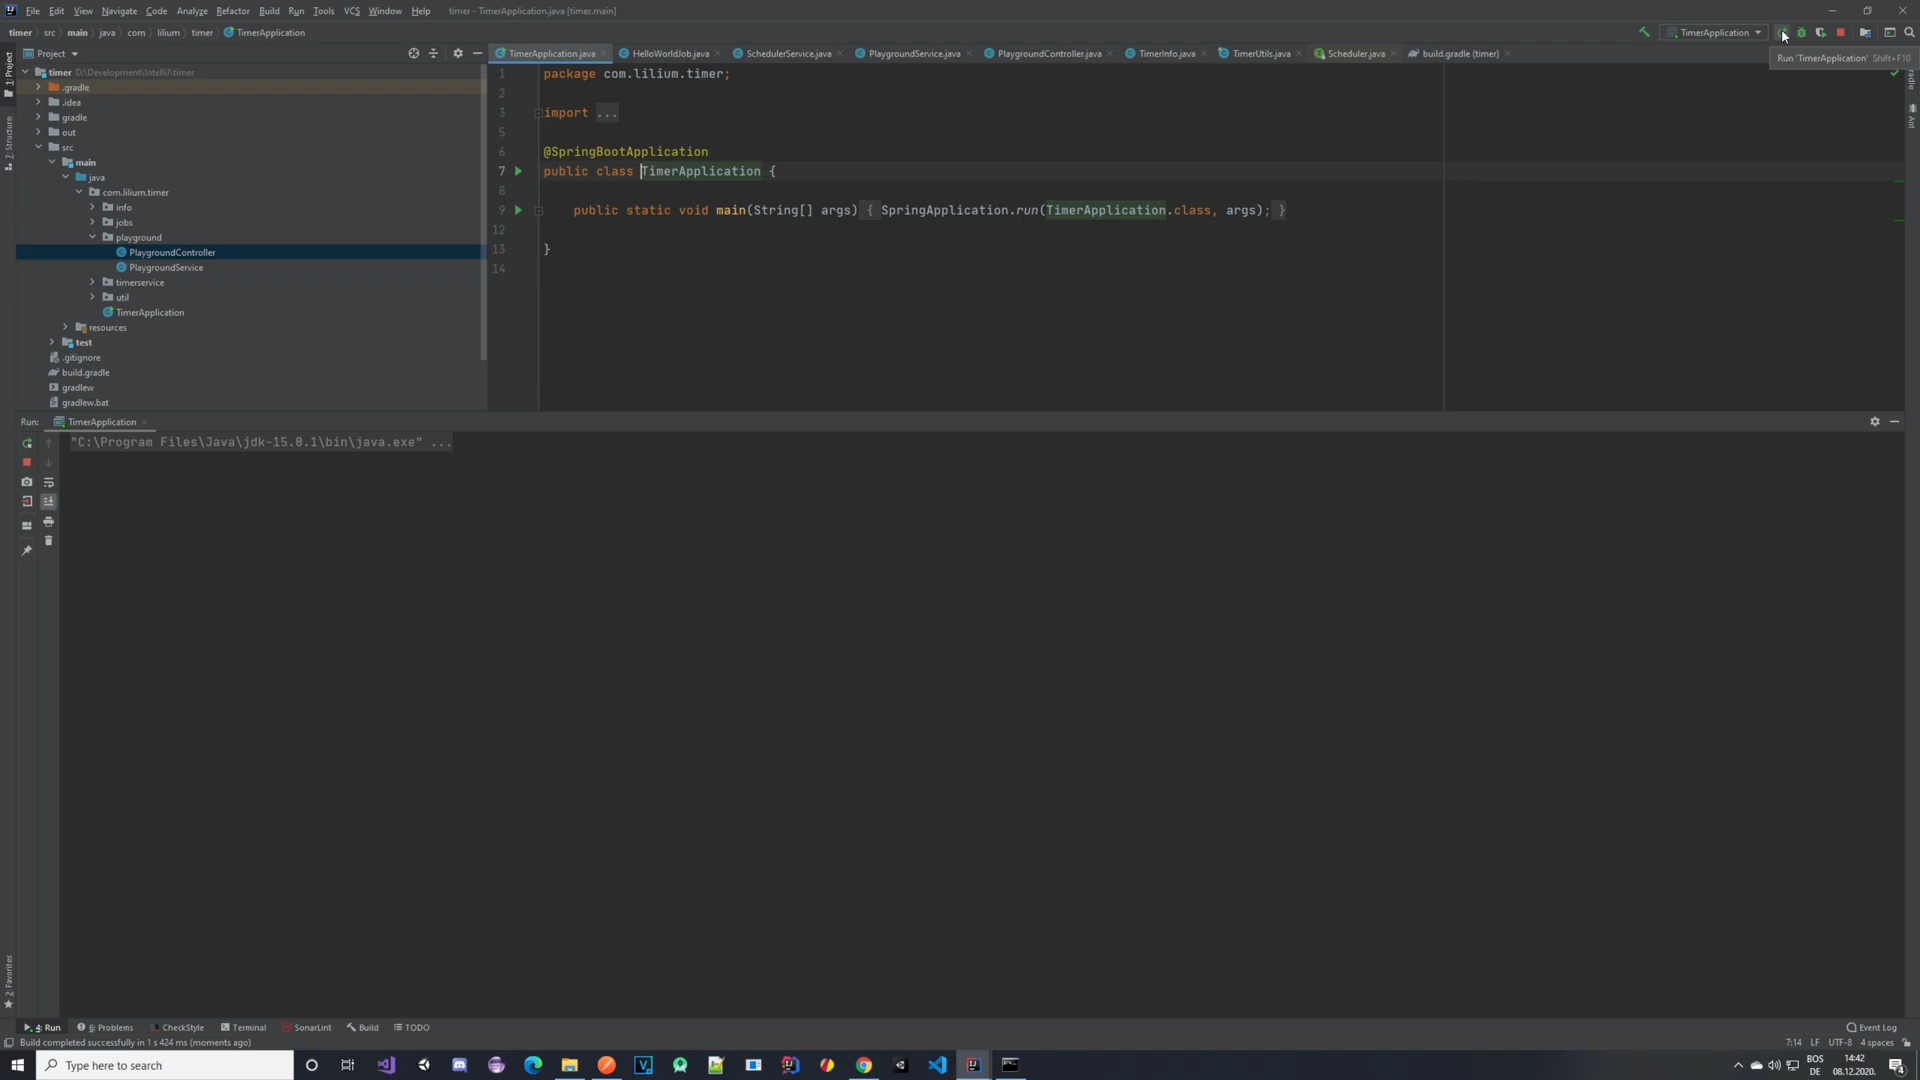 File Edit View Navigate Code Analyze Refactor Build Run Tools VCS Window Help timer - TimerApplication.java [timer.main]
timer src main java com lilium timer TimerApplication
TimerApplication
Run 'TimerApplication' Shift+F10
Project
TimerApplication.java HelloWorldJob.java SchedulerService.java PlaygroundService.java PlaygroundController.java TimerInfo.java TimerUtils.java Scheduler.java build.gradle (timer)
1: Project
7: Structure
2: Favorites
Ant
timer D:\Development\IntelliJ\timer
.gradle
.idea
gradle
out
src
main
java
com.lilium.timer
info
jobs
playground
PlaygroundController
PlaygroundService
timerservice
util
TimerApplication
resources
test
.gitignore
build.gradle
gradlew
gradlew.bat
1 package com.lilium.timer;
2
3 import ...
5
6 @SpringBootApplication
7 public class TimerApplication {
8
9 public static void main(String[] args) { SpringApplication.run(TimerApplication.class, args); }
12
13 }
14
Run: TimerApplication
"C:\Program Files\Java\jdk-15.0.1\bin\java.exe" ...
4: Run 6: Problems CheckStyle Terminal SonarLint Build TODO Event Log
Build completed successfully in 1 s 424 ms (moments ago) 7:14 LF UTF-8 4 spaces
Type here to search
BOS
DE
14:42
08.12.2020.
4